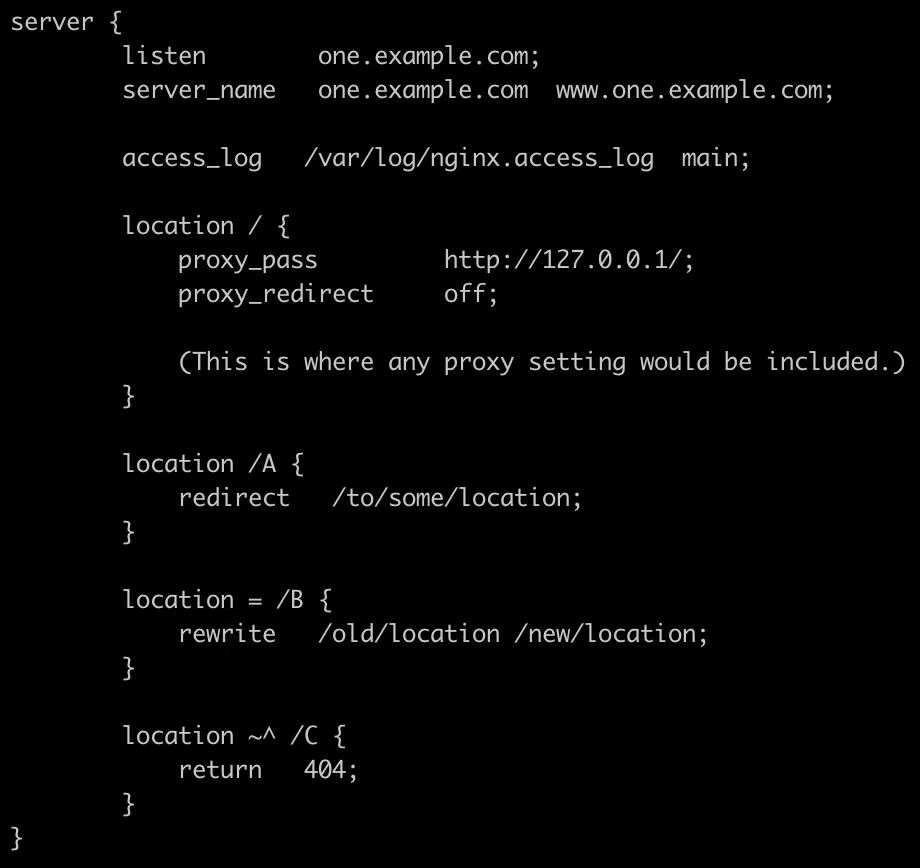 server {
listen one.example.com;
server_name one.example.com www.one.example.com;
access_log /var/log/nginx.access_log main;
location / {
proxy_pass http://127.0.0.1/;
proxy_redirect off;
(This is where any proxy setting would be included.)
}
location /A {
redirect /to/some/location;
}
location = /B {
rewrite /old/location /new/location;
}
location ~^ /C {
return 404;
}
}